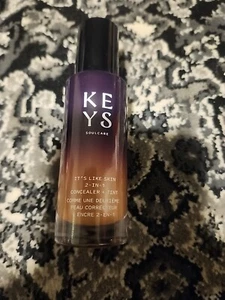 KE
YS
SOULCARE
IT'S LIKE SKIN
2-IN-1
CONCEALER + TINT
COMME UNE DEUXIÈME
PEAU CORRECTEUR